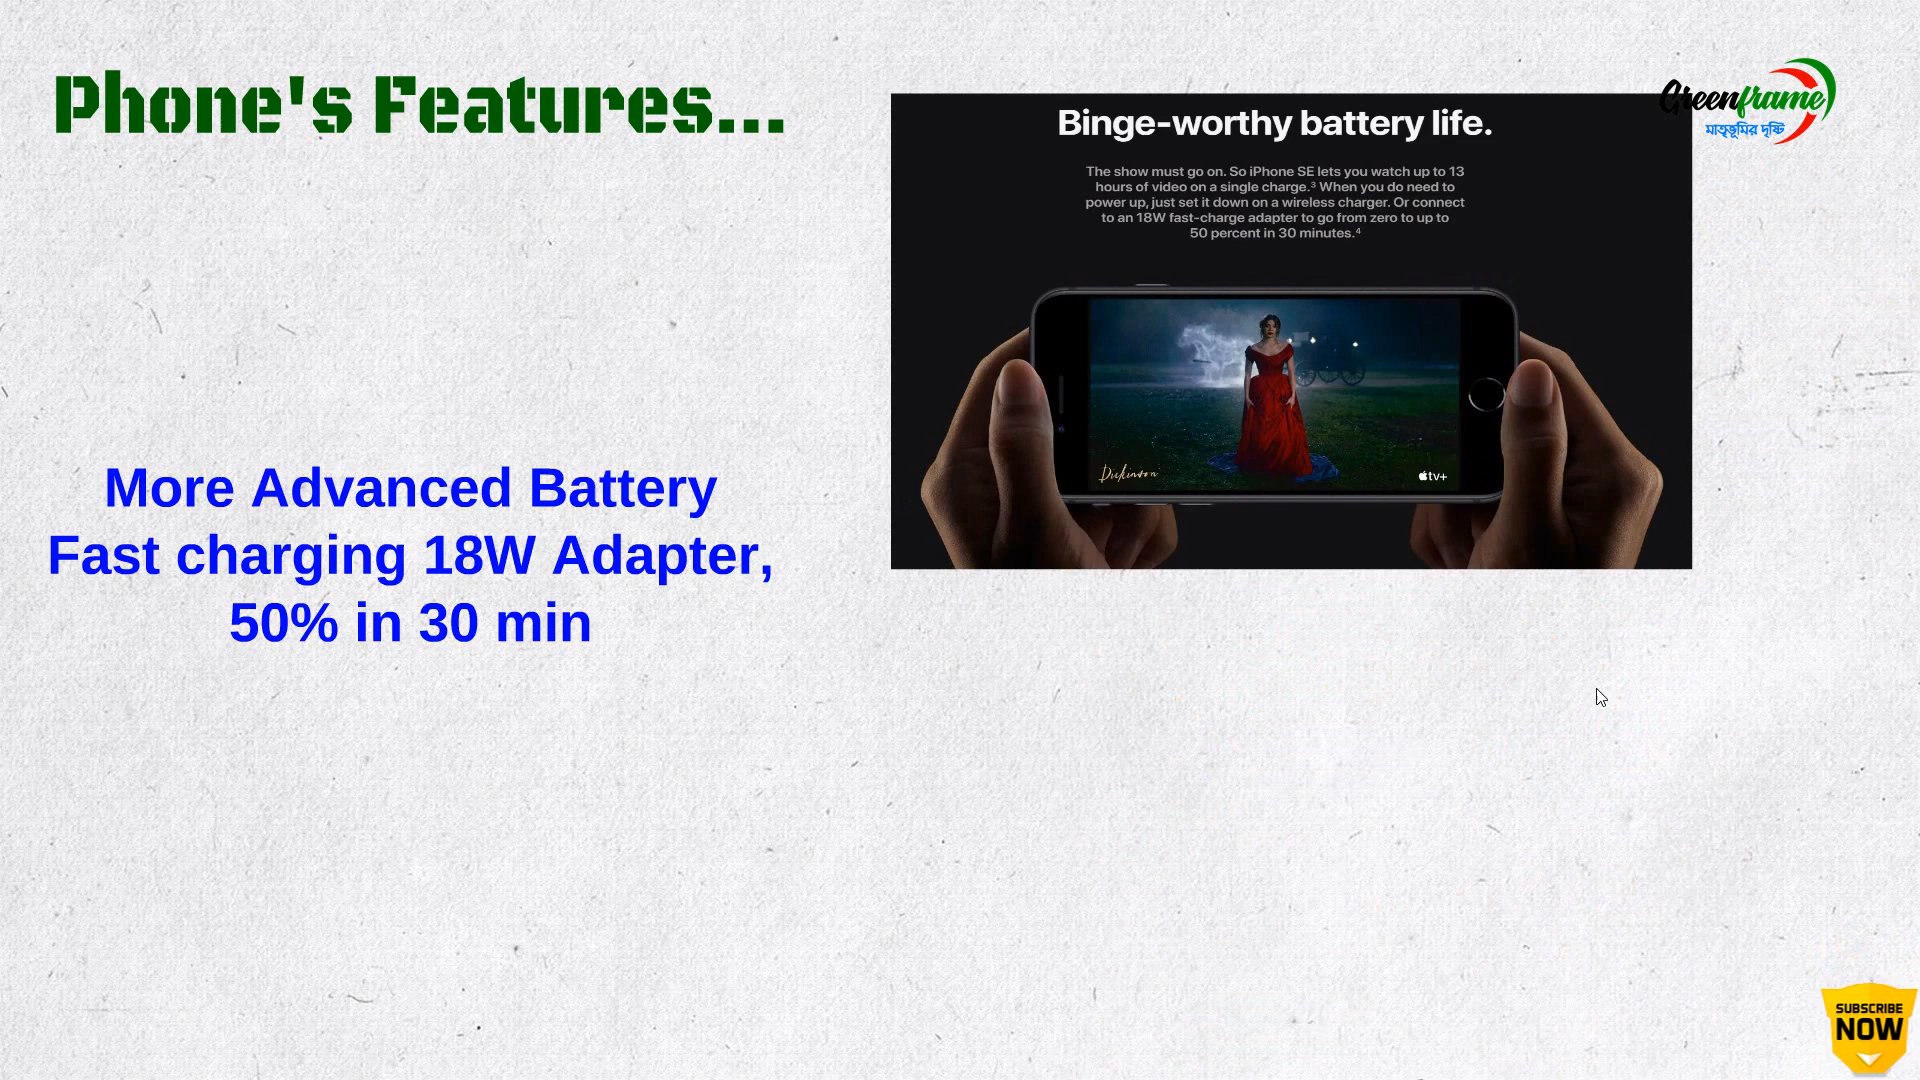 Phone's Features...
Greenframe
মাতৃভূমির দৃষ্টি
Binge-worthy battery life.
The show must go on. So iPhone SE lets you watch up to 13
hours of video on a single charge.³ When you do need to
power up, just set it down on a wireless charger. Or connect
to an 18W fast-charge adapter to go from zero to up to
50 percent in 30 minutes.⁴
Dickinson
tv+
More Advanced Battery
Fast charging 18W Adapter,
50% in 30 min
SUBSCRIBE
NOW